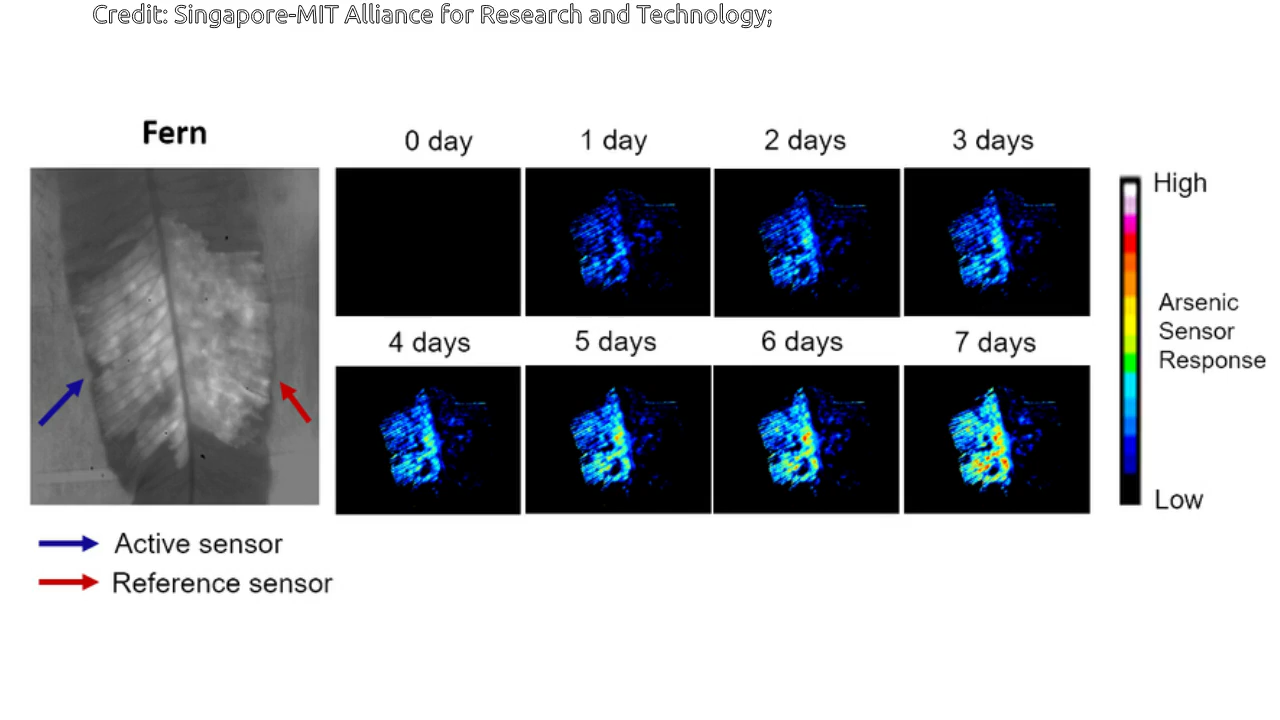 Credit: Singapore-MIT Alliance for Research and Technology;
Fern
0 day
1 day
2 days
3 days
High
Arsenic
Sensor
Response
4 days
5 days
6 days
7 days
Low
Active sensor
Reference sensor